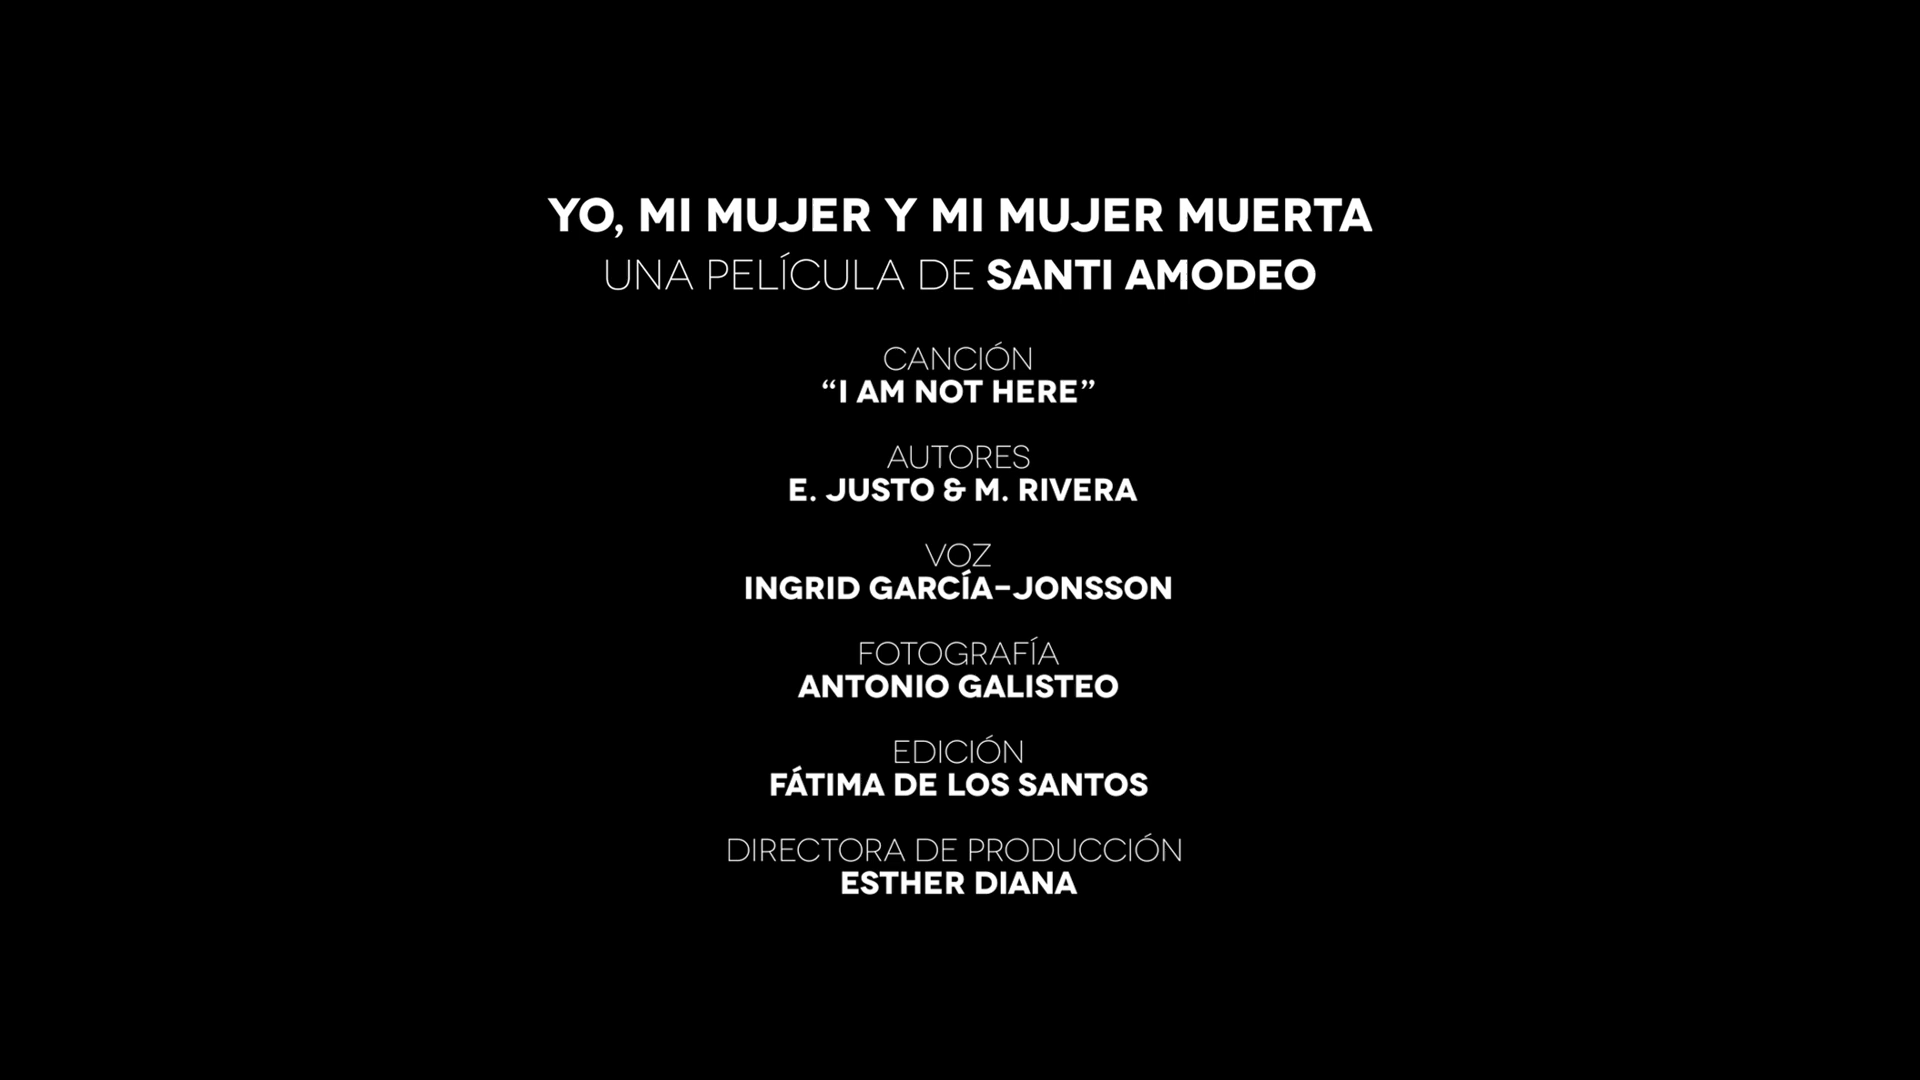 YO, MI MUJER Y MI MUJER MUERTA
UNA PELÍCULA DE SANTI AMODEO
CANCIÓN
“I AM NOT HERE”
AUTORES
E. JUSTO & M. RIVERA
VOZ
INGRID GARCÍA-JONSSON
FOTOGRAFÍA
ANTONIO GALISTEO
EDICIÓN
FÁTIMA DE LOS SANTOS
DIRECTORA DE PRODUCCIÓN
ESTHER DIANA